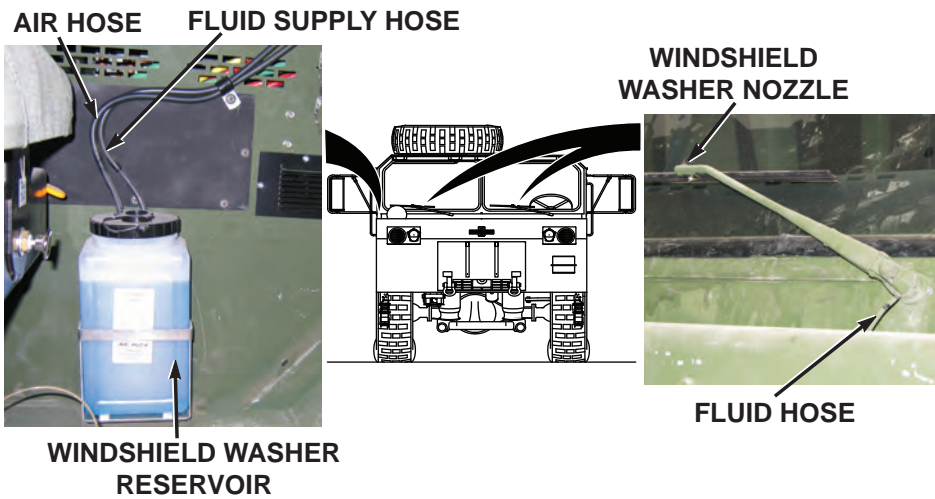 AIR HOSE
FLUID SUPPLY HOSE
WINDSHIELD
WASHER NOZZLE
FLUID HOSE
WINDSHIELD WASHER
RESERVOIR